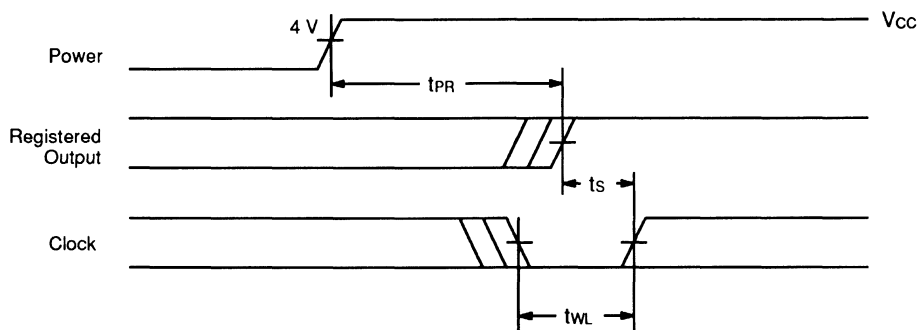 4 V
VCC
Power
tPR
Registered
Output
tS
Clock
tWL